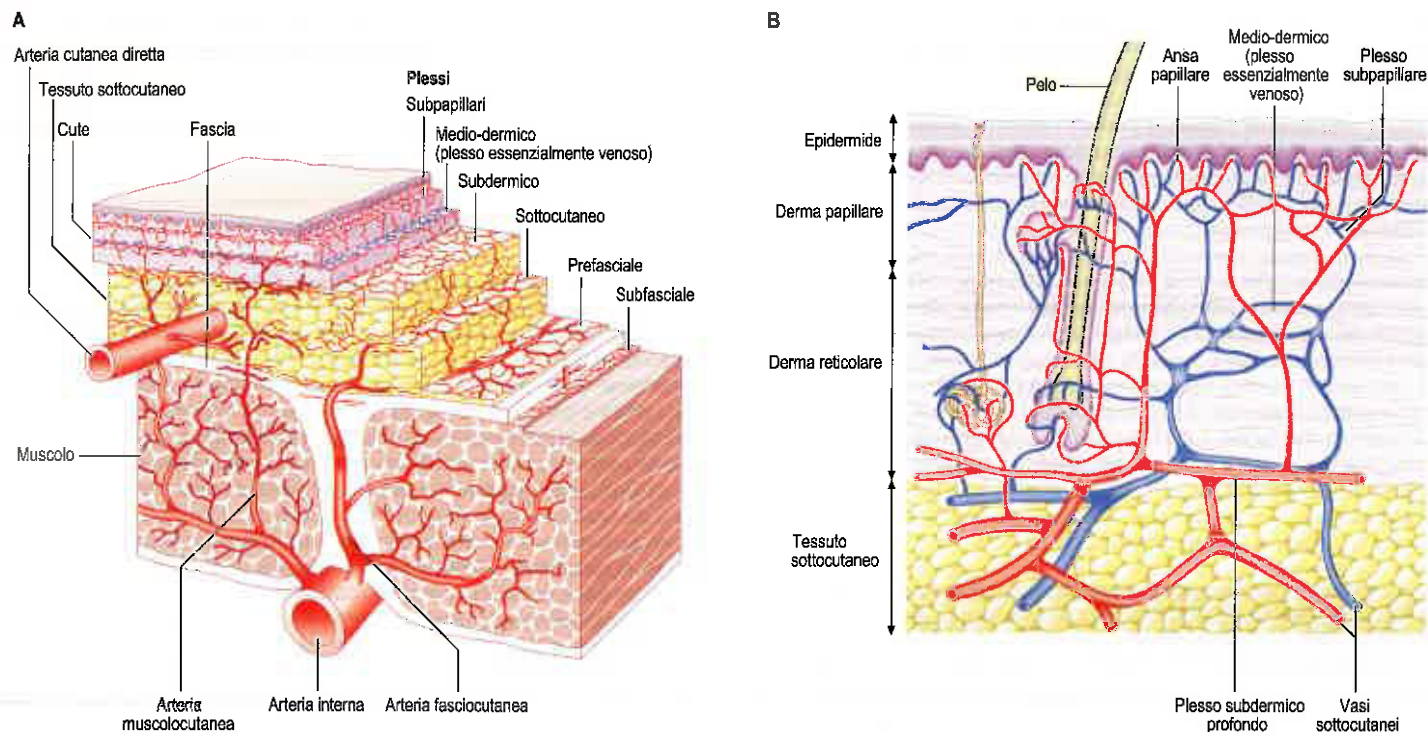 A
Arteria cutanea diretta
Tessuto sottocutaneo
Cute
Fascia
Plessi
Subpapillari
Medio-dermico
(plesso essenzialmente venoso)
Subdermico
Sottocutaneo
Prefasciale
Subfasciale
Muscolo
Arteria
muscolocutanea
Arteria interna
Arteria fasciocutanea
B
Pelo
Ansa
papillare
Medio-dermico
(plesso
essenzialmente
venoso)
Plesso
subpapillare
Epidermide
Derma papillare
Derma reticolare
Tessuto
sottocutaneo
Plesso subdermico
profondo
Vasi
sottocutanei